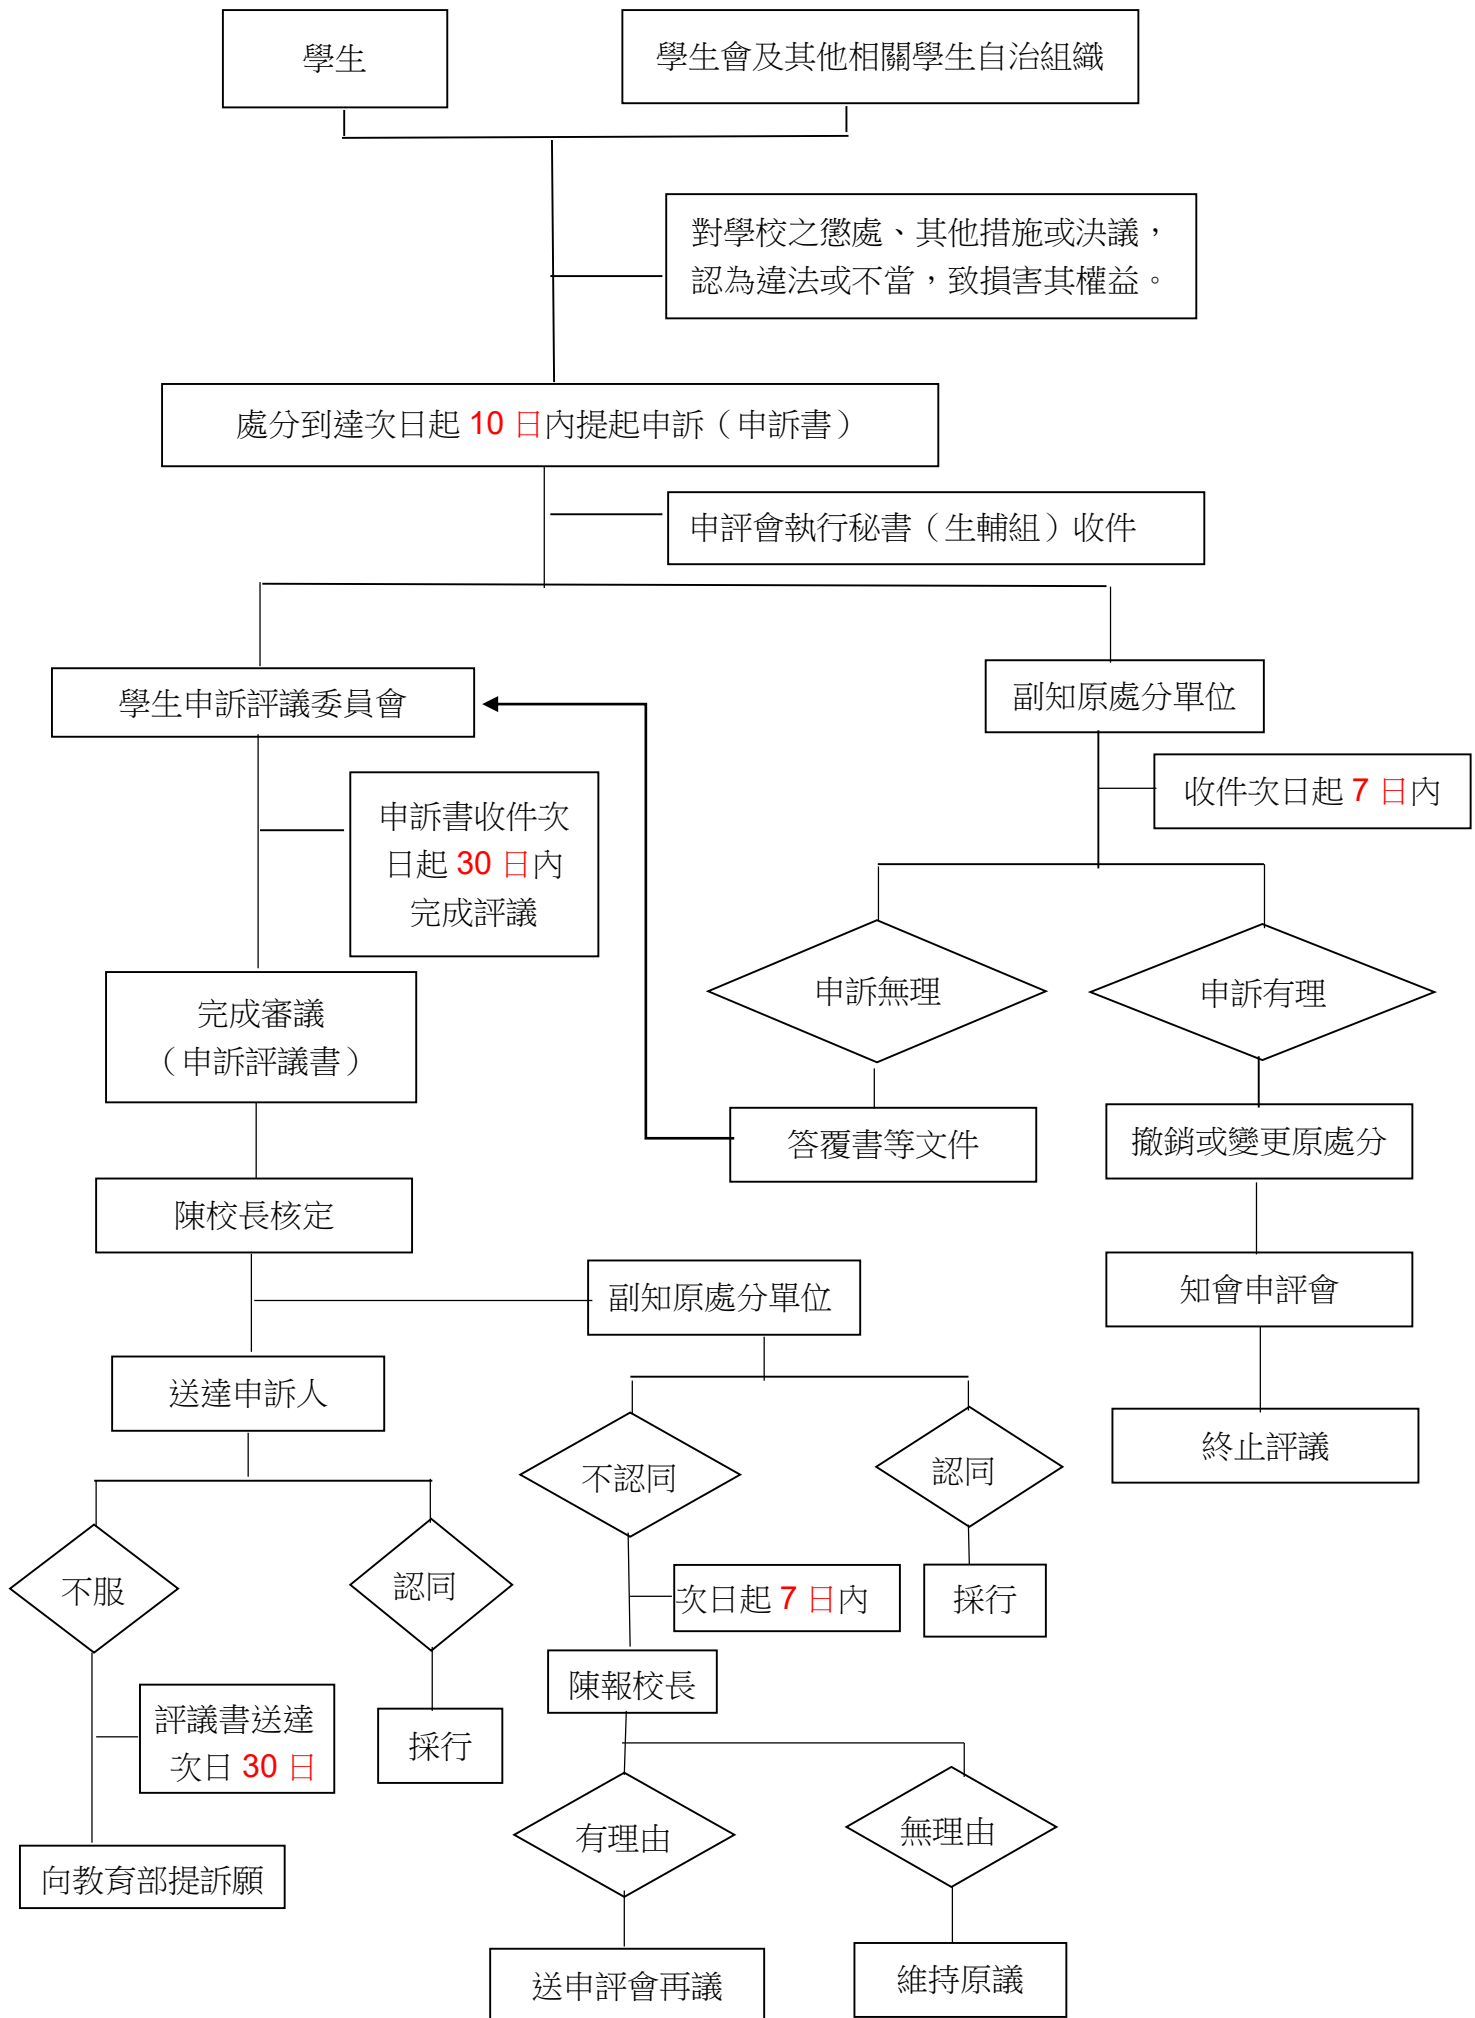 學生
學生會及其他相關學生自治組織
對學校之懲處、其他措施或決議，
認為違法或不當，致損害其權益。
處分到達次日起 10 日內提起申訴（申訴書）
申評會執行秘書（生輔組）收件
學生申訴評議委員會
副知原處分單位
收件次日起 7 日內
申訴書收件次
日起 30 日內
完成評議
申訴無理
申訴有理
完成審議
（申訴評議書）
答覆書等文件
撤銷或變更原處分
陳校長核定
副知原處分單位
知會申評會
送達申訴人
終止評議
不認同
認同
不服
認同
次日起 7 日內
採行
陳報校長
評議書送達
次日 30 日
採行
有理由
無理由
向教育部提訴願
送申評會再議
維持原議